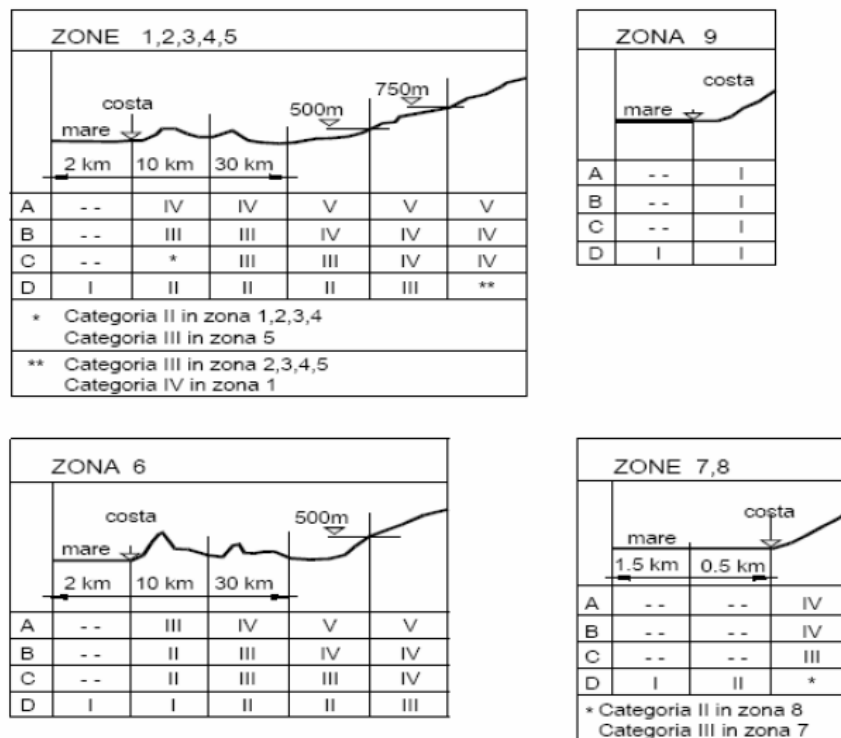 ZONE 1,2,3,4,5
costa
mare
500m
750m
2 km 10 km 30 km
A -- IV IV V V V
B -- III III IV IV IV
C -- * III III IV IV
D I II II II III **
* Categoria II in zona 1,2,3,4
Categoria III in zona 5
** Categoria III in zona 2,3,4,5
Categoria IV in zona 1
ZONA 9
costa
mare
A -- I
B -- I
C -- I
D I I
ZONA 6
costa
mare
500m
2 km 10 km 30 km
A -- III IV V V
B -- II III IV IV
C -- II III III IV
D I I II II III
ZONE 7,8
costa
mare
1.5 km 0.5 km
A -- -- IV
B -- -- IV
C -- -- III
D I II *
* Categoria II in zona 8
Categoria III in zona 7